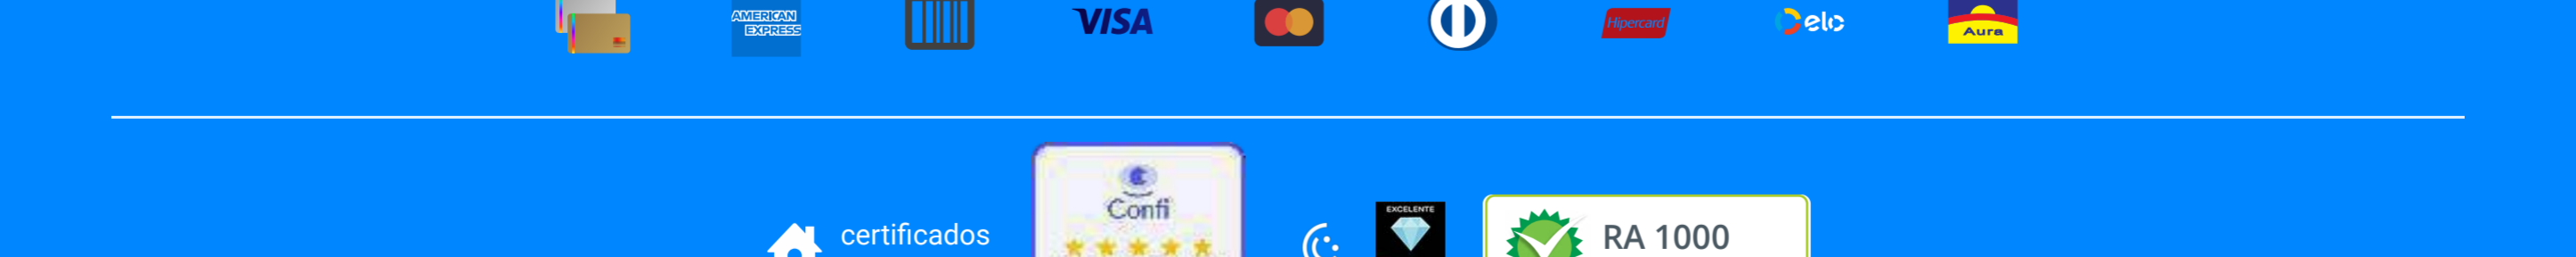 AMERICAN
EXPRESS
VISA
Hipercard
elo
Aura
certificados
Confi
EXCELENTE
RA 1000